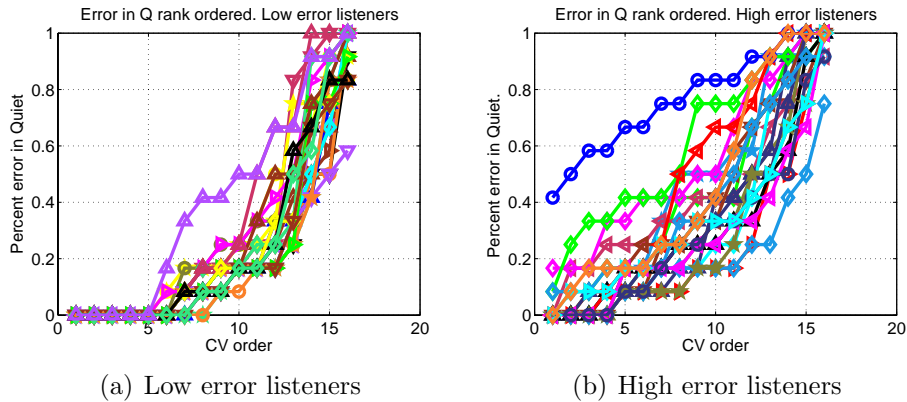 Error in Q rank ordered. Low error listeners
Percent error in Quiet
1
0.8
0.6
0.4
0.2
0
0 5 10 15 20
CV order
(a) Low error listeners
Error in Q rank ordered. High error listeners
Percent error in Quiet.
1
0.8
0.6
0.4
0.2
0
0 5 10 15 20
CV order
(b) High error listeners